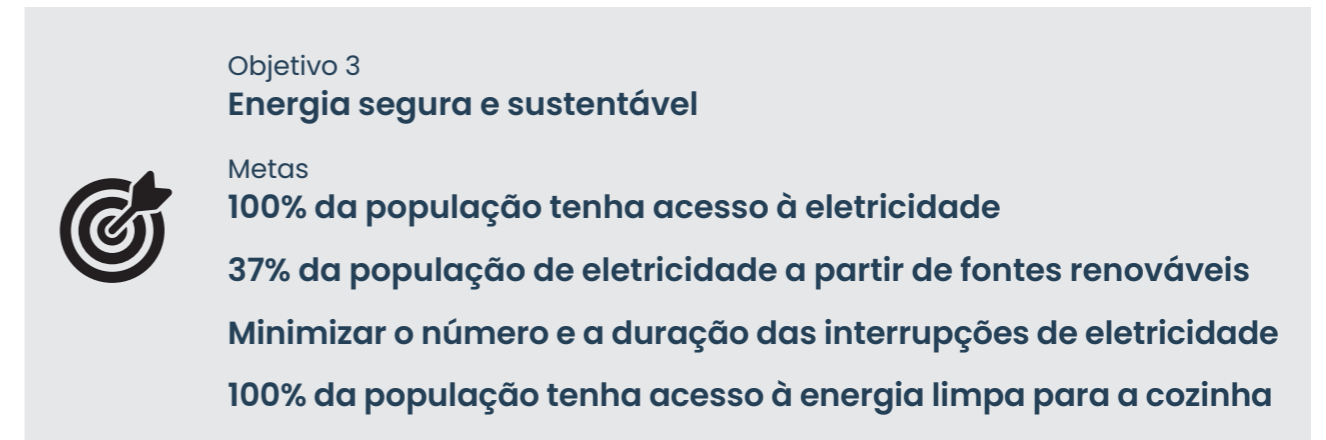 Objetivo 3
Energia segura e sustentável
Metas
100% da população tenha acesso à eletricidade
37% da população de eletricidade a partir de fontes renováveis
Minimizar o número e a duração das interrupções de eletricidade
100% da população tenha acesso à energia limpa para a cozinha